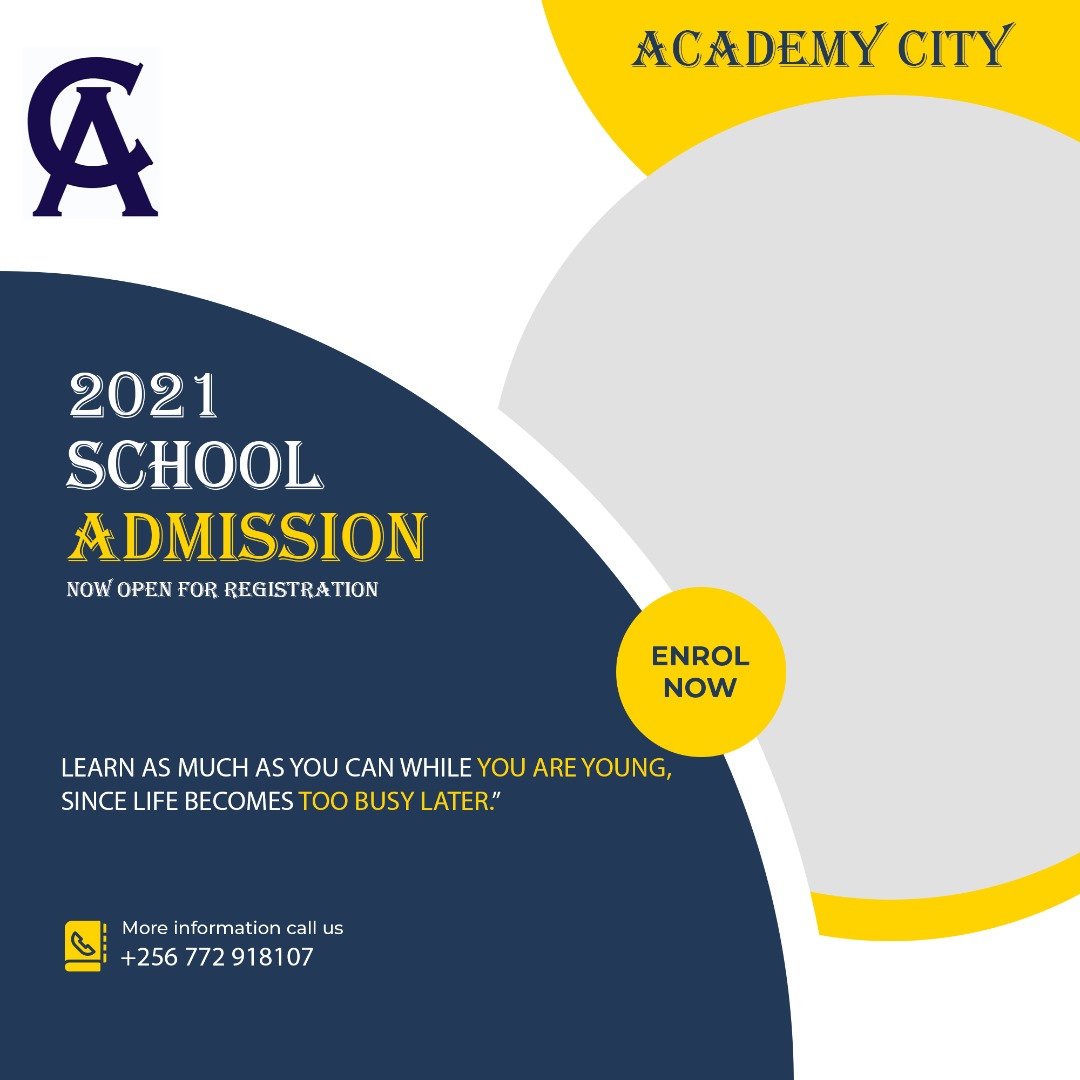 ACADEMY CITY
CA
2021
SCHOOL
ADMISSION
NOW OPEN FOR REGISTRATION
ENROL
NOW
LEARN AS MUCH AS YOU CAN WHILE YOU ARE YOUNG,
SINCE LIFE BECOMES TOO BUSY LATER.”
More information call us
+256 772 918107